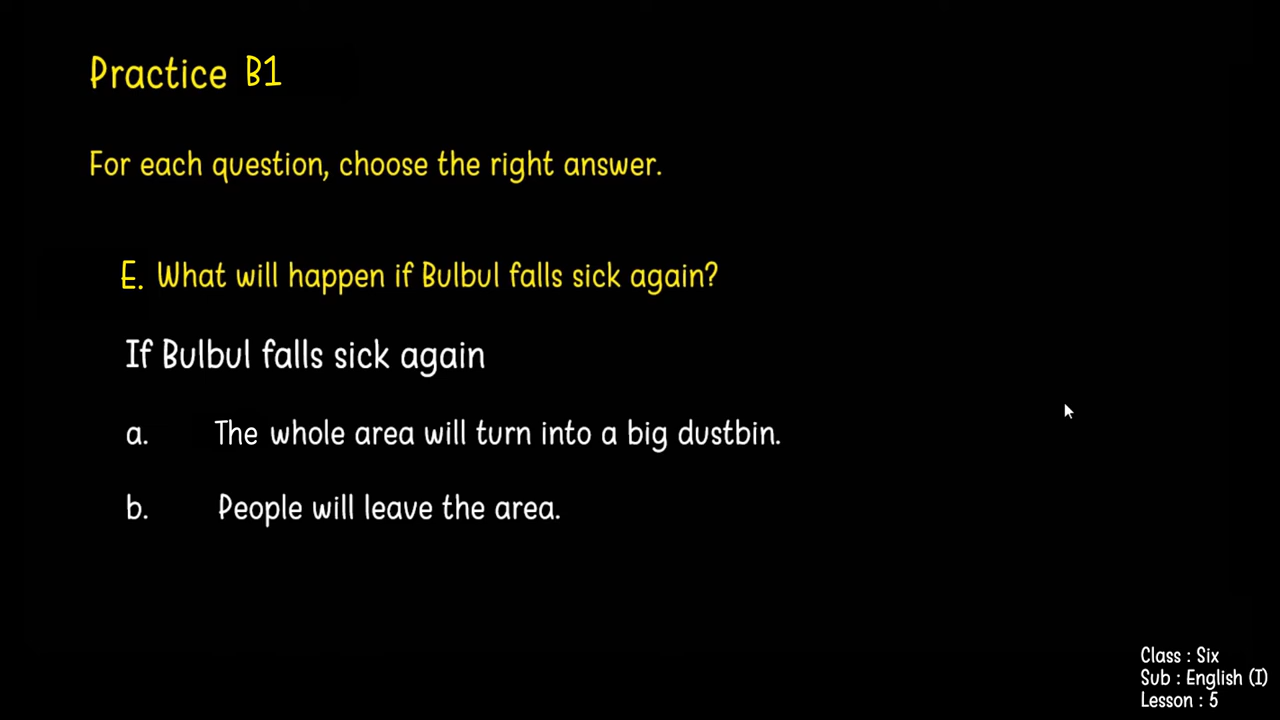 Practice B1
For each question, choose the right answer.
E. What will happen if Bulbul falls sick again?
If Bulbul falls sick again
a. The whole area will turn into a big dustbin.
b. People will leave the area.
Class : Six
Sub : English (I)
Lesson : 5